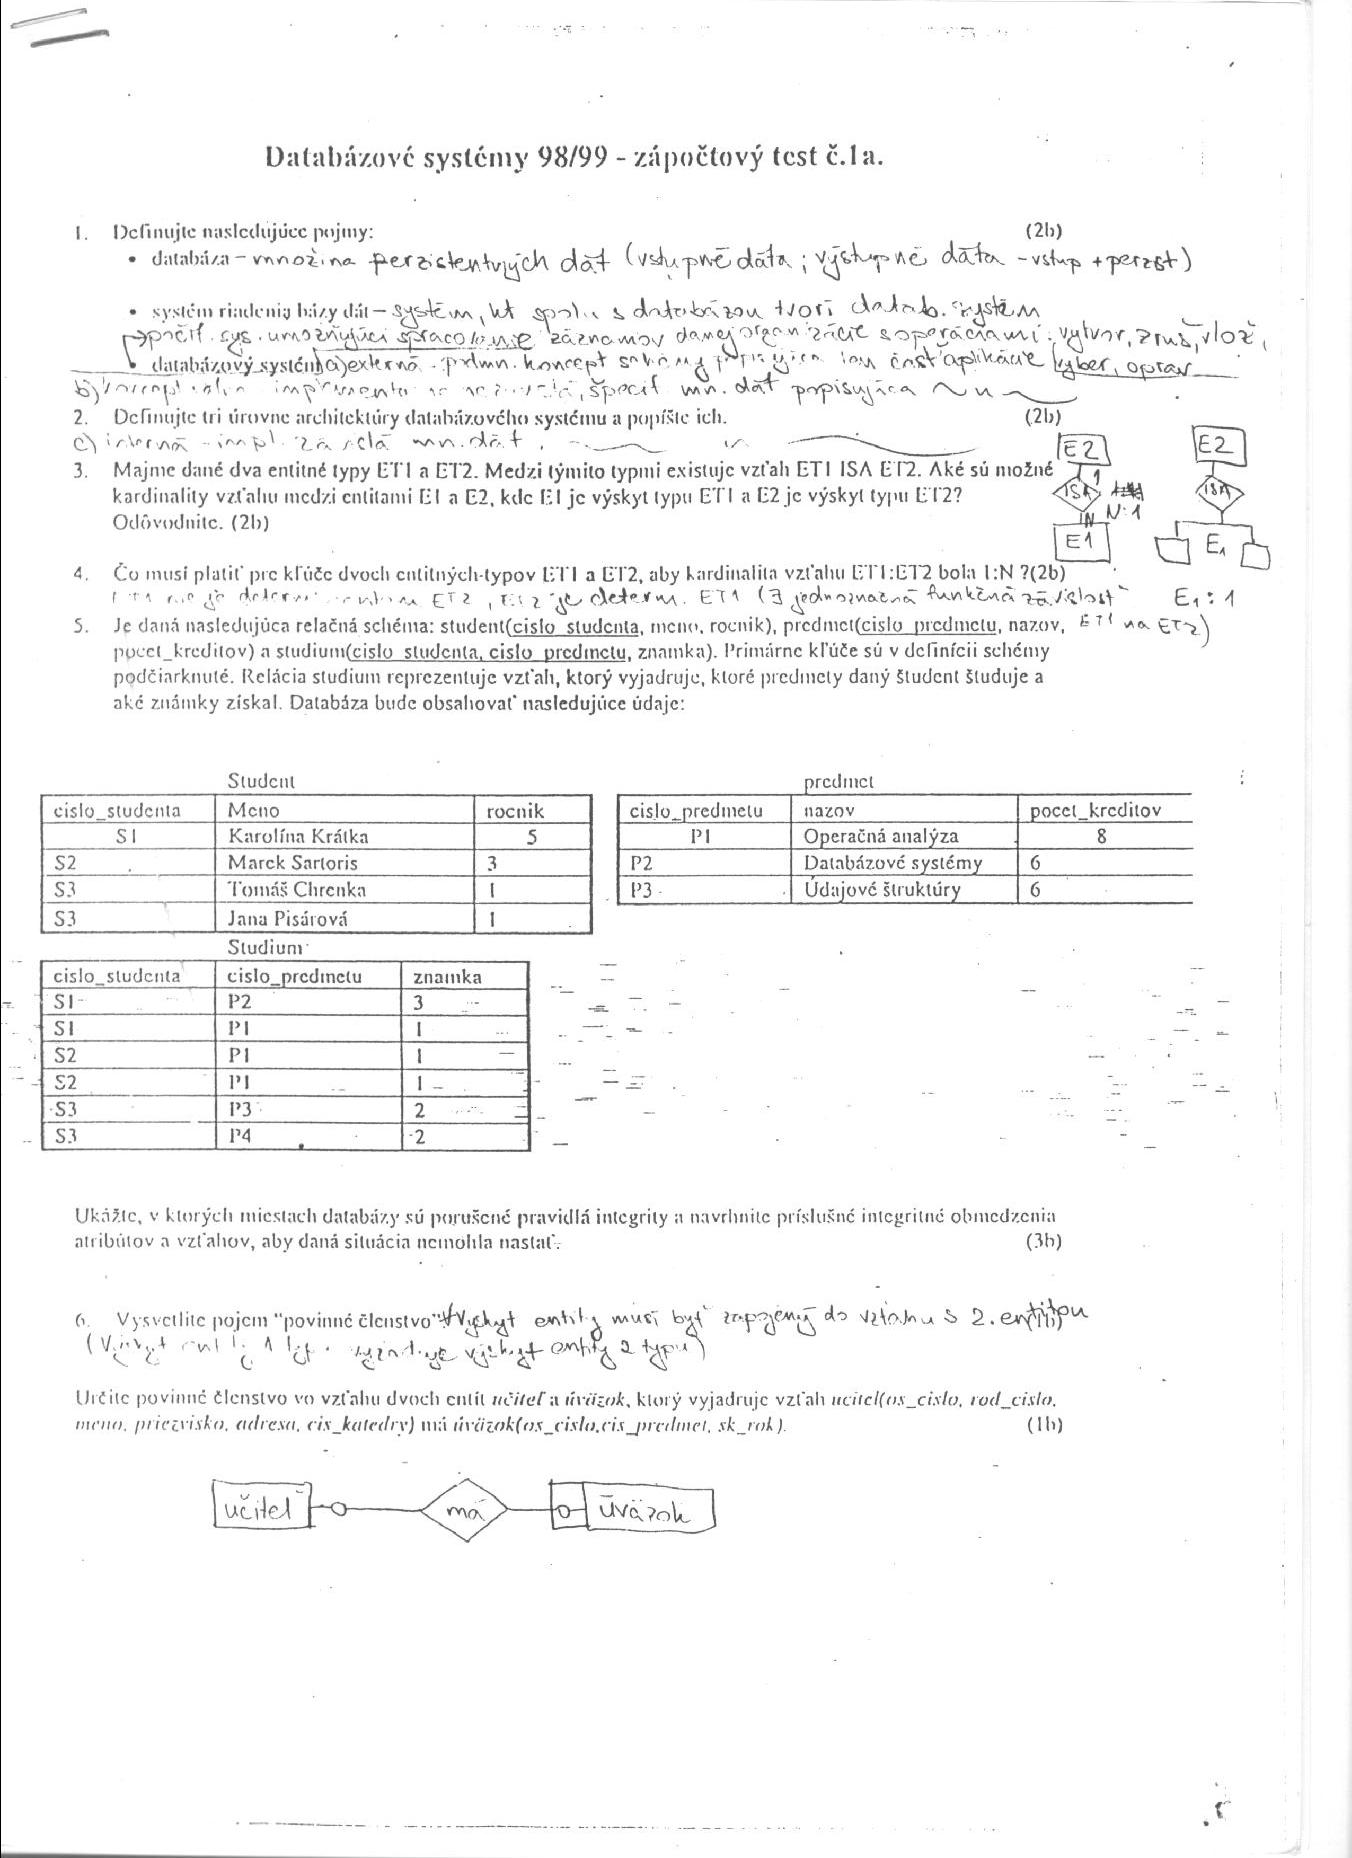 Databázové systémy 98/99 - zápočtový test č.1a.
1. Definujte nasledujúce pojmy: (2b)
• databáza - množina perzistentných dát (vstupné dáta; výstupné dáta - vstup + perzist)
• systém riadenia bázy dát - systém, kt spolu s databázou tvorí datab. systém
→ počít. sys. umožňujúci spracovanie záznamov danej organizácie s operáciami: vytvor, zruš, vlož,
• databázový systém a) externá - podmn. koncept schémy popisujúca časť aplikácie vyber, oprav
b) implementa špecif mn. dát popisujúca
2. Definujte tri úrovne architektúry databázového systému a popíšte ich. (2b)
c) interná - impl. mn. dát,
3. Majme dané dva entitné typy ET1 a ET2. Medzi týmito typmi existuje vzťah ET1 ISA ET2. Aké sú možné
kardinality vzťahu medzi entitami E1 a E2, kde E1 je výskyt typu ET1 a E2 je výskyt typu ET2?
Odôvodnite. (2b)
E2
1
ISA
N N:1
E1
E2
ISA
E1
4. Čo musí platiť pre kľúče dvoch entitných typov ET1 a ET2, aby kardinalita vzťahu ET1:ET2 bola 1:N ?(2b)
nie je ET2, je determ. ET1 (∃ jednoznačná funkčná závislosť E1 : 1
ET1 na ET2)
5. Je daná nasledujúca relačná schéma: student(cislo_studenta, meno, rocnik), predmet(cislo_predmetu, nazov,
pocet_kreditov) a studium(cislo_studenta, cislo_predmetu, znamka). Primárne kľúče sú v definícii schémy
podčiarknuté. Relácia studium reprezentuje vzťah, ktorý vyjadruje, ktoré predmety daný študent študuje a
aké známky získal. Databáza bude obsahovať nasledujúce údaje:
Student
cislo_studenta Meno rocnik
S1 Karolína Krátka 5
S2 Marek Sartoris 3
S3 Tomáš Chrenka 1
S3 Jana Pisárová 1
predmet
cislo_predmetu nazov pocet_kreditov
P1 Operačná analýza 8
P2 Databázové systémy 6
P3 Údajové štruktúry 6
Studium
cislo_studenta cislo_predmetu znamka
S1 P2 3
S1 P1 1
S2 P1 1
S2 P1 1
S3 P3 2
S3 P4 2
Ukážte, v ktorých miestach databázy sú porušené pravidlá integrity a navrhnite príslušné integritné obmedzenia
atribútov a vzťahov, aby daná situácia nemohla nastať. (3b)
6. Vysvetlite pojem "povinné členstvo" ∀ Výskyt entity musí byť zapojený do vzťahu s 2. entitou
(Výskyt entity 1 typ. vyžaduje výskyt entity 2 typu)
Určite povinné členstvo vo vzťahu dvoch entít učiteľ a úväzok, ktorý vyjadruje vzťah ucitel(os_cislo, rod_cislo,
meno, priezvisko, adresa, cis_katedry) má úväzok(os_cislo,cis_predmet, sk_rok). (1b)
učiteľ má úväzok